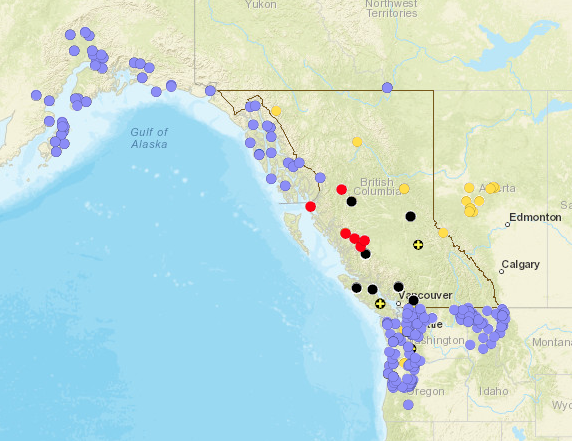 Yukon
Northwest
Territories
Gulf of
Alaska
British
Columbia
Alberta
Edmonton
Calgary
Vancouver
Washington
Montana
Oregon
Idaho